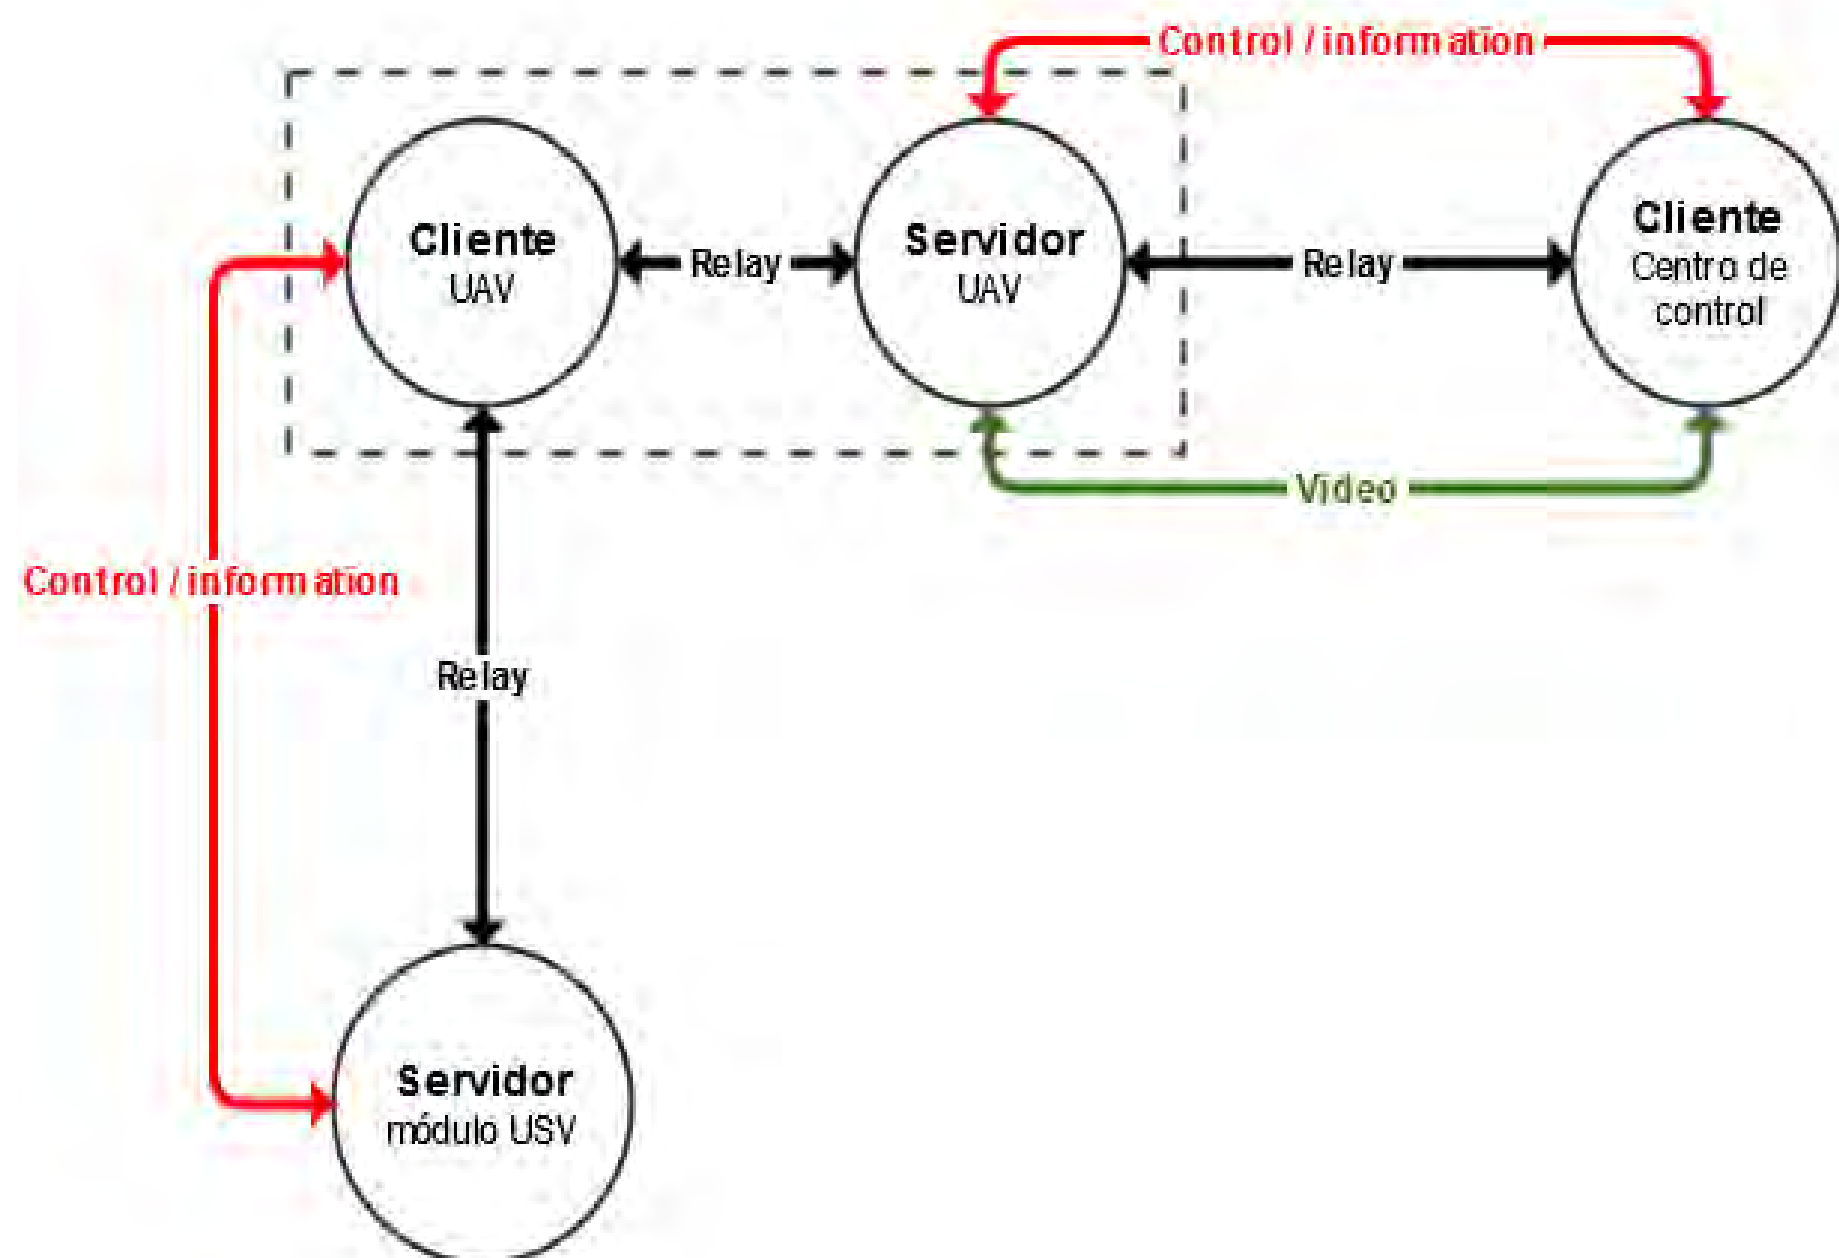 Control / information
Cliente
UAV
Relay
Servidor
UAV
Relay
Cliente
Centro de
control
Video
Control / information
Relay
Servidor
módulo USV